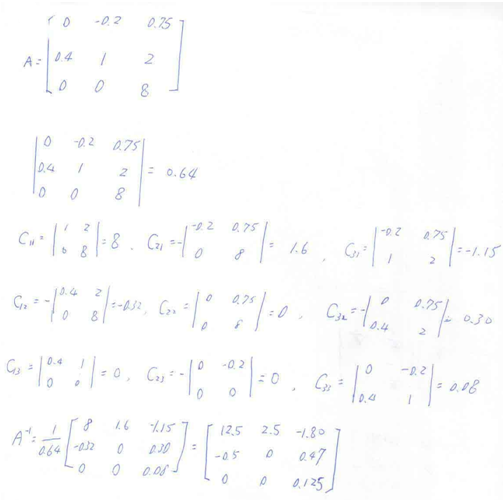 0 -0.2 0.75
A = 0.4 1 2
0 0 8
0 -0.2 0.75
0.4 1 2 = 0.64
0 0 8
C11 = |1 2; 0 8| = 8 . C21 = -|-0.2 0.75; 0 8| = 1.6 , C31 = |-0.2 0.75; 1 2| = -1.15
C12 = -|0.4 2; 0 8| = -0.32, C22 = |0 0.75; 0 8| = 0 , C32 = -|0 0.75; 0.4 2| = 0.30
C13 = |0.4 1; 0 0| = 0 , C23 = -|0 -0.2; 0 0| = 0 , C33 = |0 -0.2; 0.4 1| = 0.08
A⁻¹ = 1/0.64 [8 1.6 -1.15; -0.32 0 0.30; 0 0 0.08] = [12.5 2.5 -1.80; -0.5 0 0.47; 0 0 0.125]